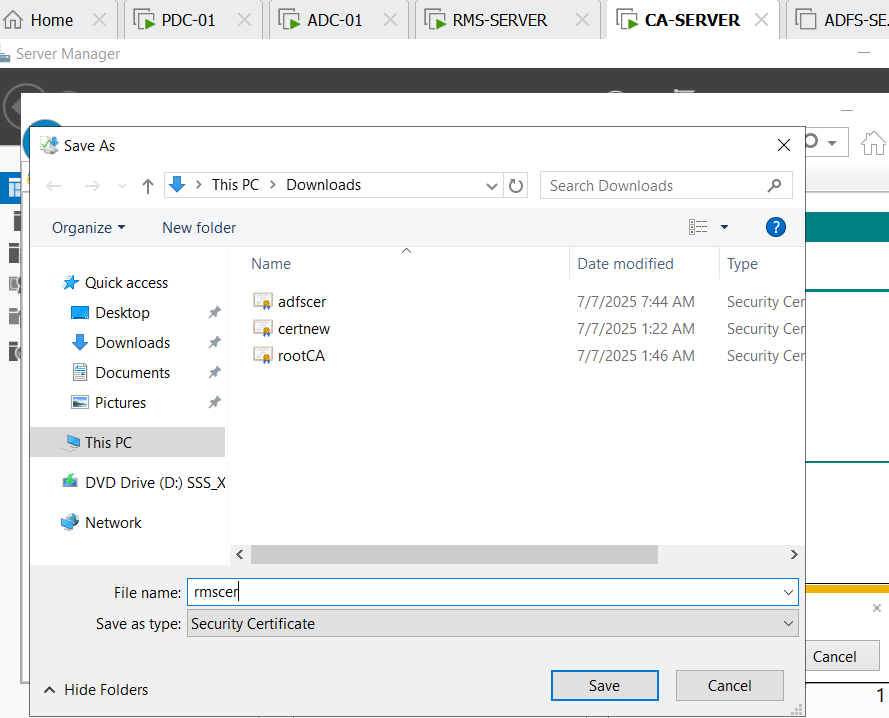 Home PDC-01 ADC-01 RMS-SERVER CA-SERVER ADFS-SE.
Server Manager
Save As
This PC Downloads Search Downloads
Organize New folder ?
Name Date modified Type
Quick access
Desktop
Downloads
Documents
Pictures
This PC
DVD Drive (D:) SSS_X
Network
adfscer 7/7/2025 7:44 AM Security Cer
certnew 7/7/2025 1:22 AM Security Cer
rootCA 7/7/2025 1:46 AM Security Cer
File name: rmscer
Save as type: Security Certificate
Cancel
Hide Folders Save Cancel
1